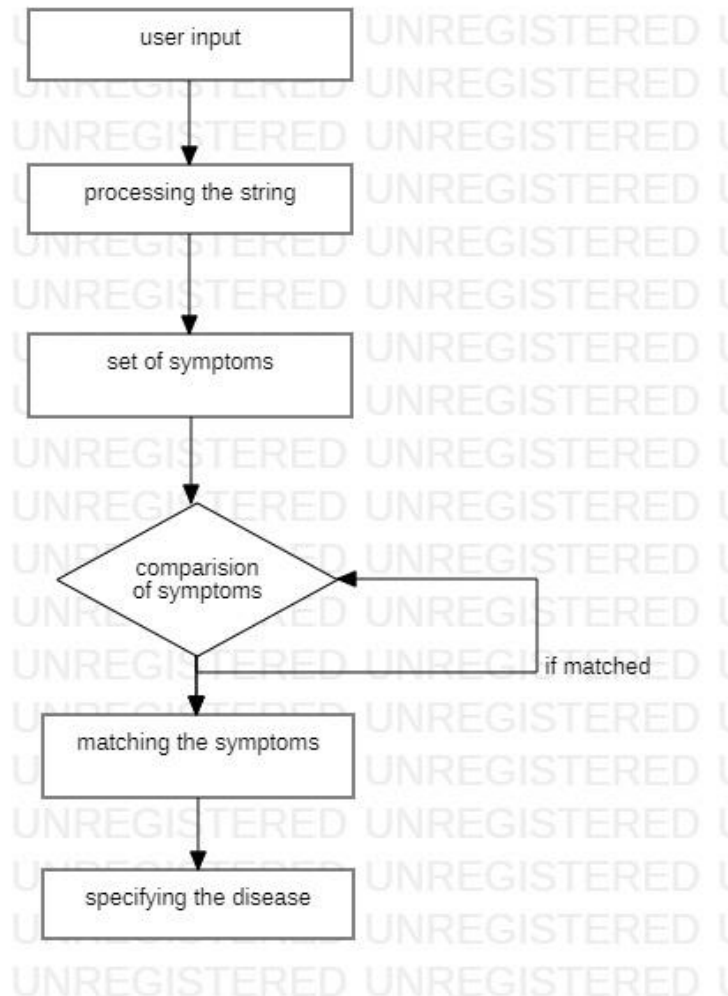 user input
processing the string
set of symptoms
comparision
of symptoms
if matched
matching the symptoms
specifying the disease
UNREGISTERED